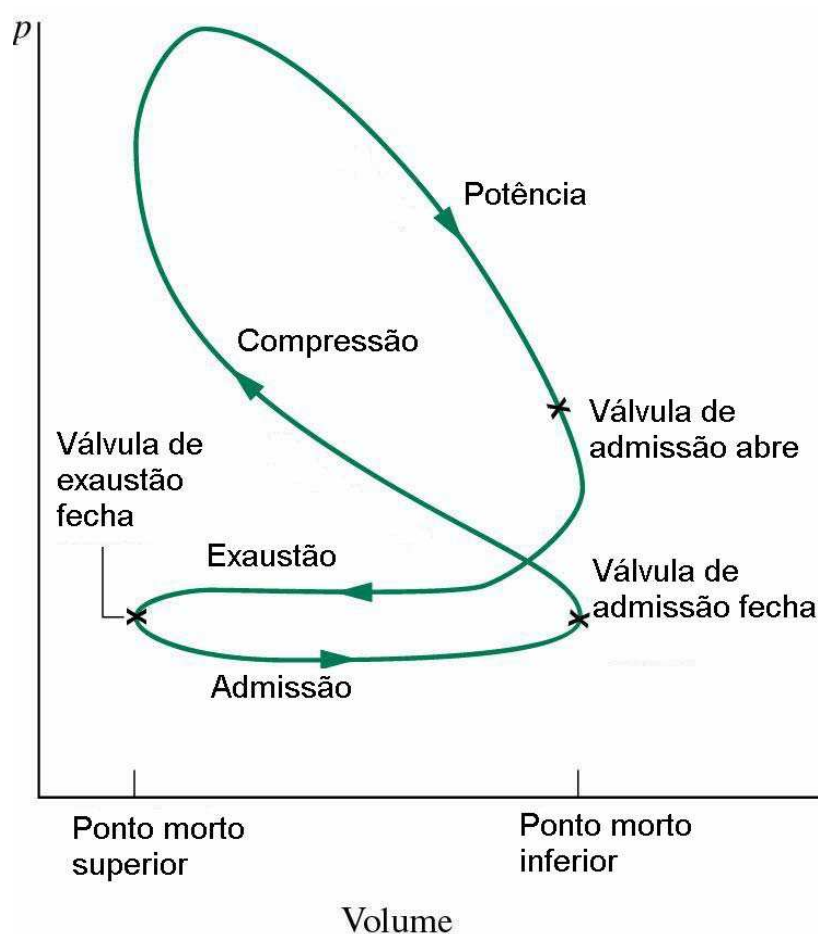 p
Potência
Compressão
Válvula de
admissão abre
Válvula de
exaustão
fecha
Exaustão
Válvula de
admissão fecha
Admissão
Ponto morto
superior
Ponto morto
inferior
Volume